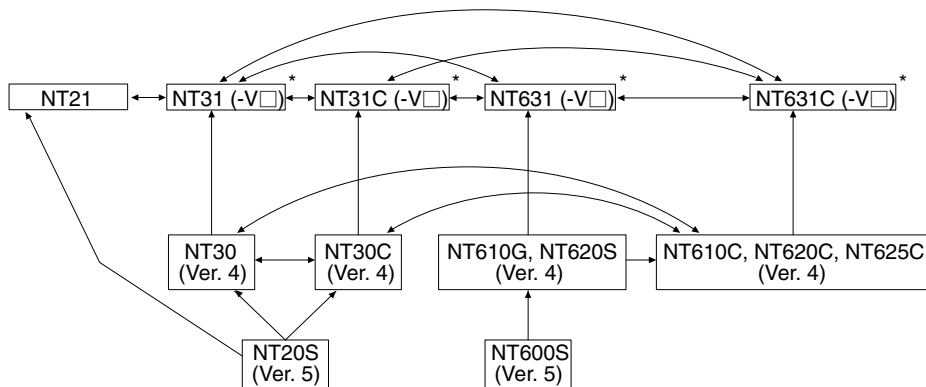 * * * *
NT21 NT31 (-V□) NT31C (-V□) NT631 (-V□) NT631C (-V□)
NT30 NT30C NT610G, NT620S NT610C, NT620C, NT625C
(Ver. 4) (Ver. 4) (Ver. 4) (Ver. 4)
NT20S NT600S
(Ver. 5) (Ver. 5)